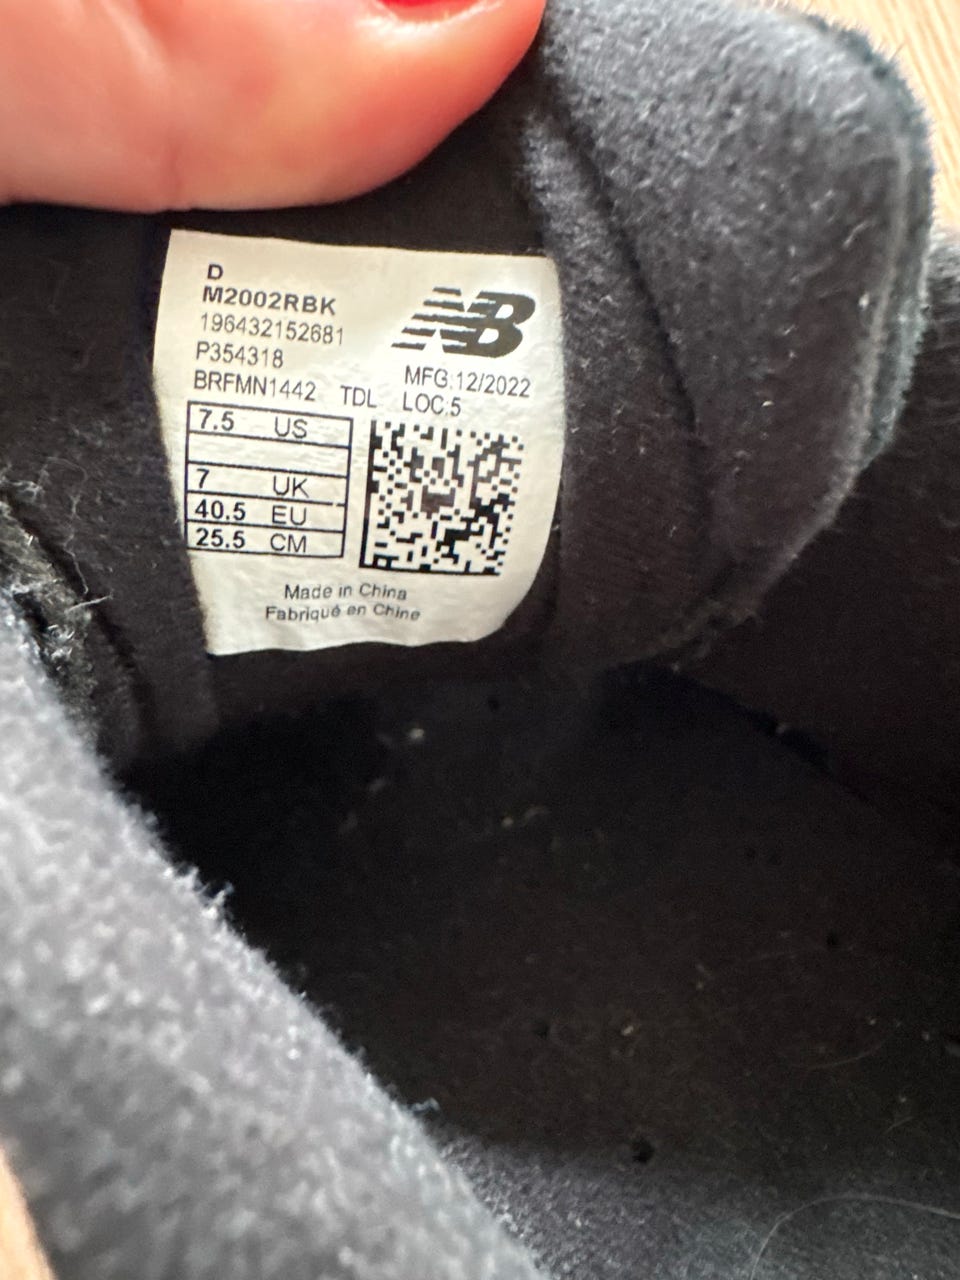 D
M2002RBK
196432152681
P354318
BRFMN1442 TDL
NB
MFG:12/2022
LOC:5
7.5 US
7 UK
40.5 EU
25.5 CM
Made in China
Fabriqué en Chine